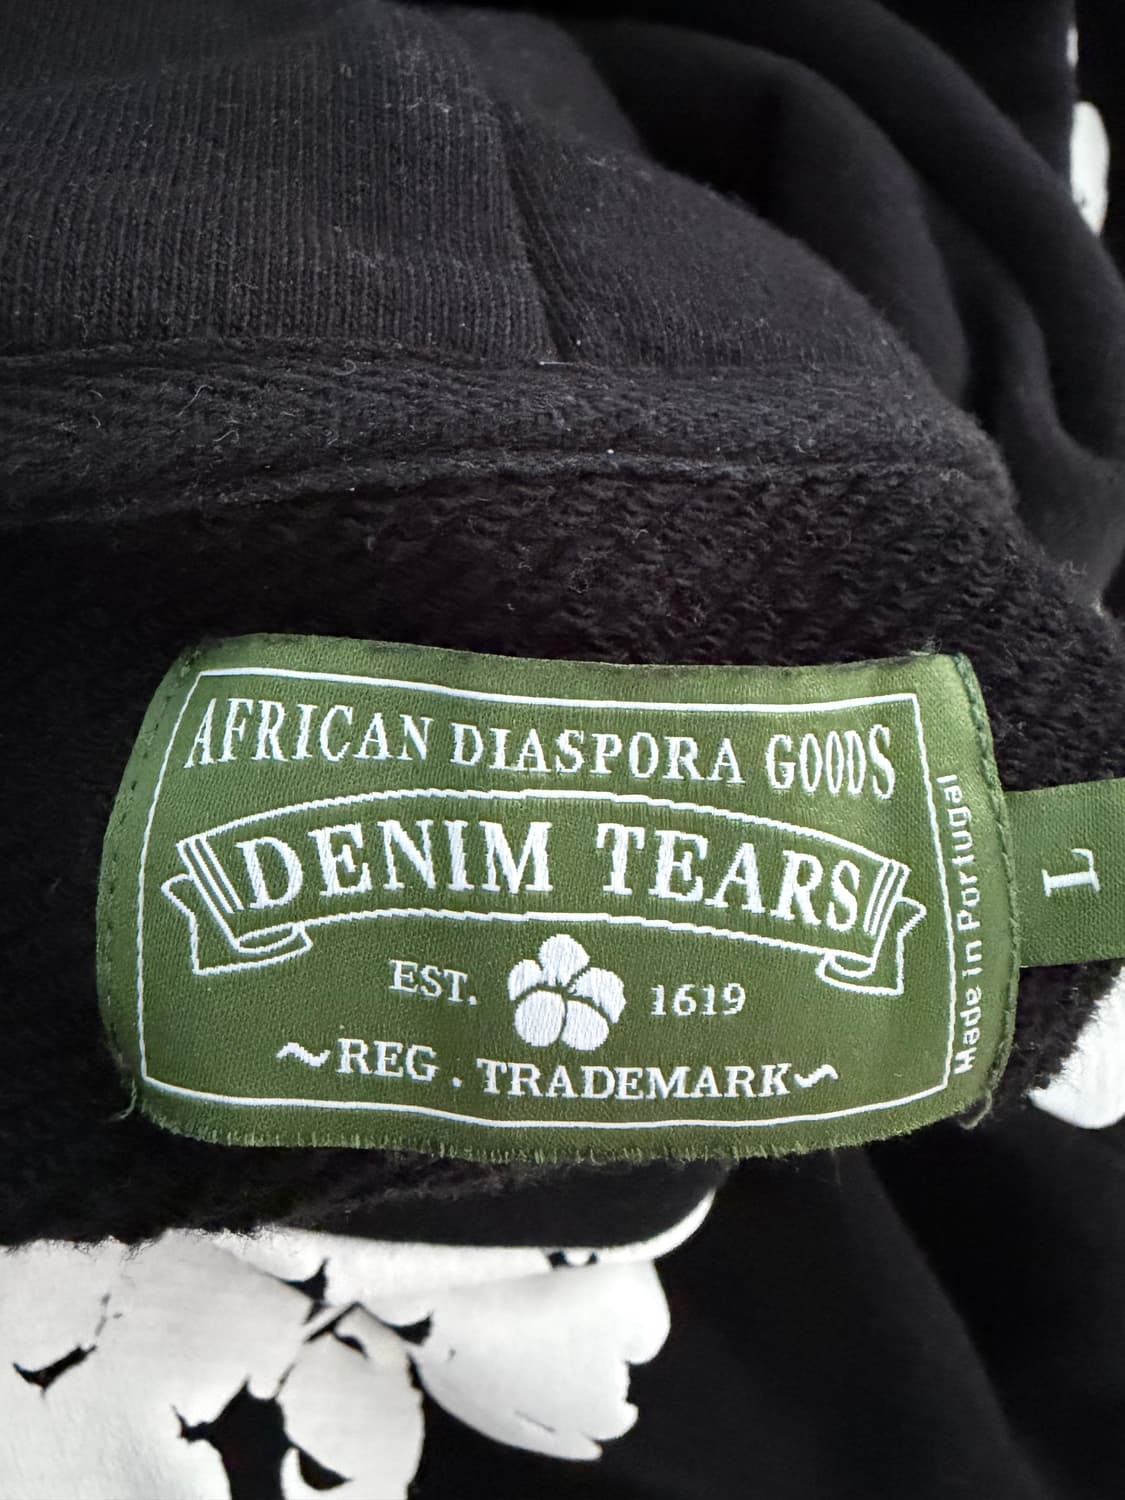 AFRICAN DIASPORA GOODS
DENIM TEARS
EST. 1619
~REG. TRADEMARK~
Made in Portugal
L